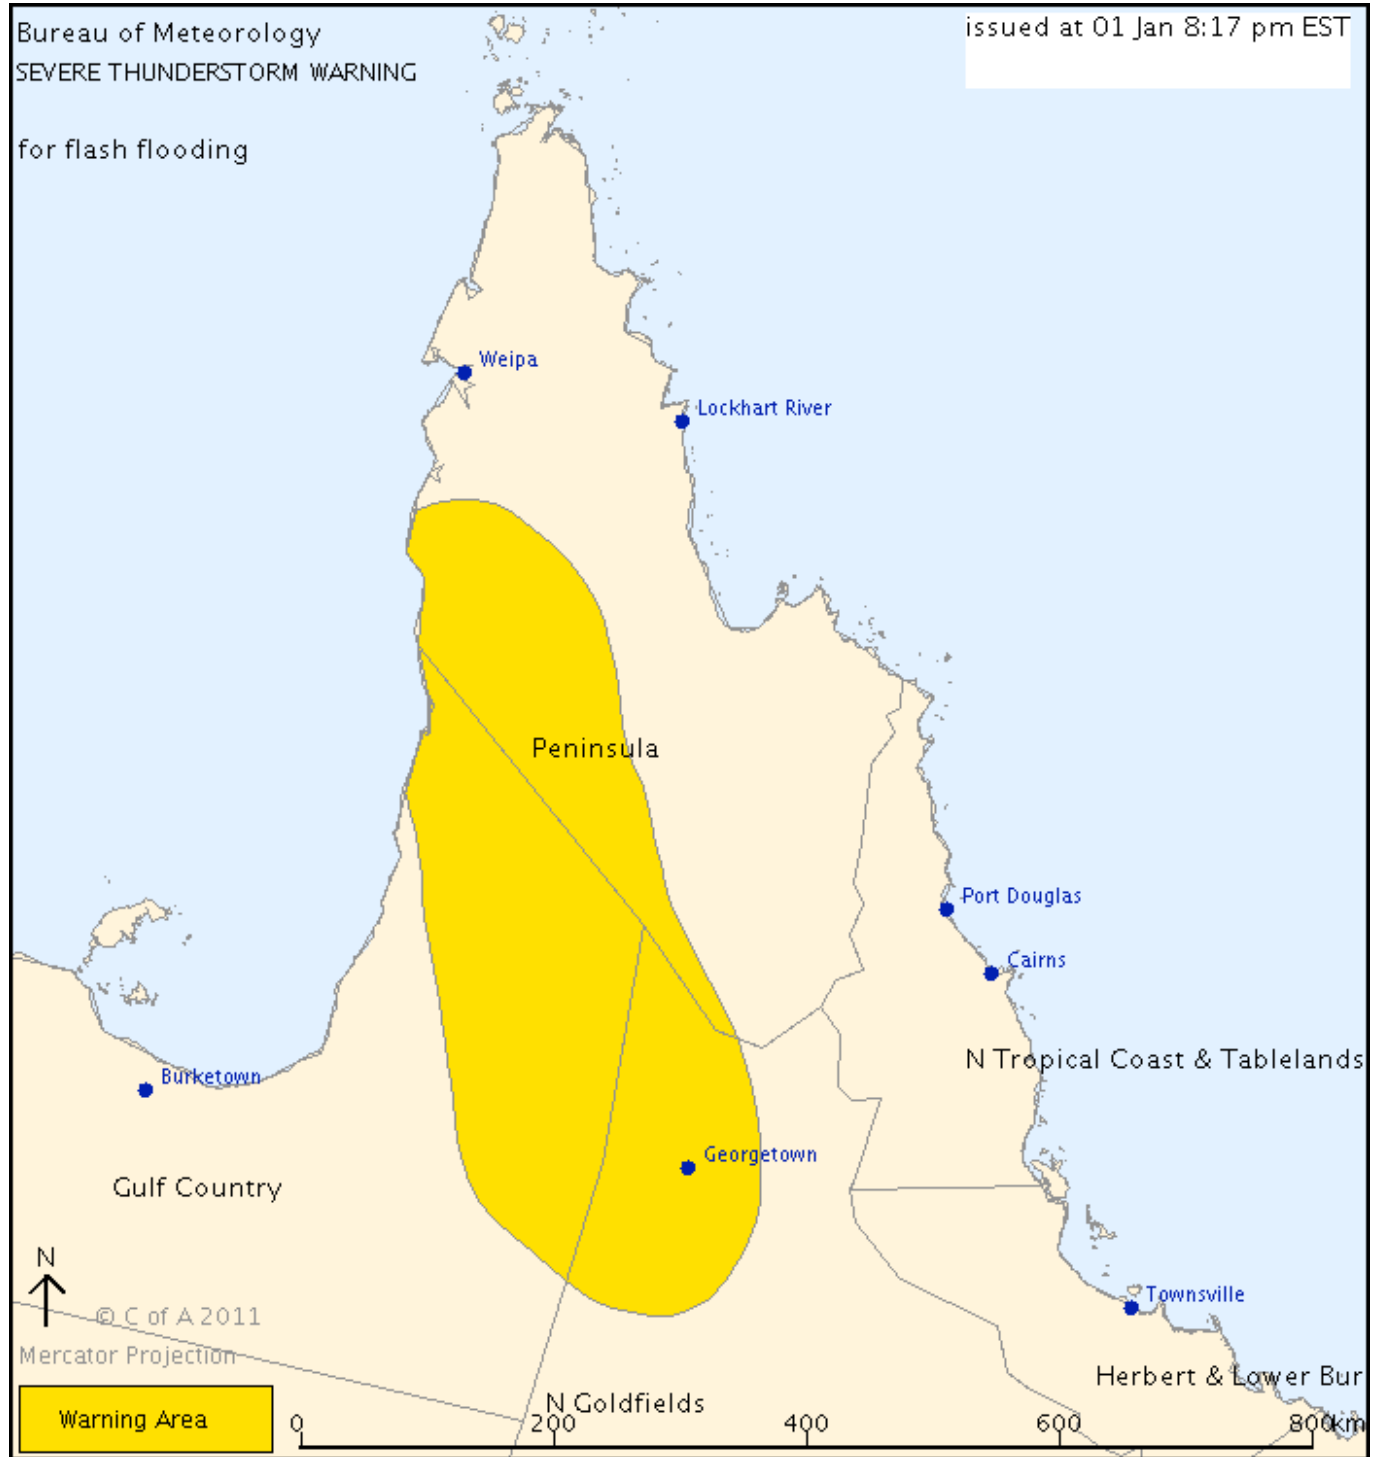 Bureau of Meteorology
issued at 01 Jan 8:17 pm EST
SEVERE THUNDERSTORM WARNING
for flash flooding
Weipa
Lockhart River
Peninsula
Port Douglas
Cairns
N Tropical Coast & Tablelands
Burketown
Georgetown
Gulf Country
N
Townsville
© C of A 2011
Mercator Projection
Herbert & Lower Bur
N Goldfields
Warning Area
0 200 400 600 800km